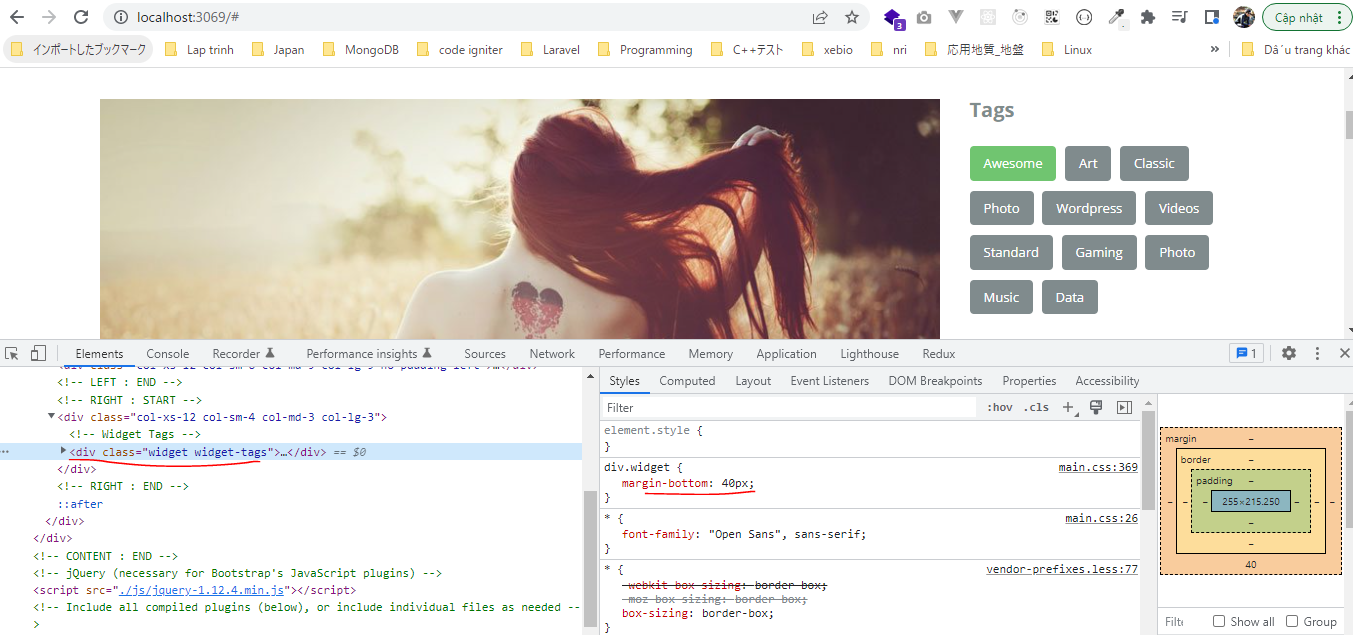 localhost:3069/#
3
Cập nhật
インポートしたブックマーク Lap trinh Japan MongoDB code igniter Laravel Programming C++テスト xebio nri 応用地質_地盤 Linux » Dấu trang khác
Tags
Awesome Art Classic
Photo Wordpress Videos
Standard Gaming Photo
Music Data
Elements Console Recorder Performance insights Sources Network Performance Memory Application Lighthouse Redux 1
<!-- LEFT : END -->
<!-- RIGHT : START -->
▼<div class="col-xs-12 col-sm-4 col-md-3 col-lg-3">
<!-- Widget Tags -->
… ▶<div class="widget widget-tags">…</div> == $0
</div>
<!-- RIGHT : END -->
::after
</div>
</div>
<!-- CONTENT : END -->
<!-- jQuery (necessary for Bootstrap's JavaScript plugins) -->
<script src="./js/jquery-1.12.4.min.js"></script>
<!-- Include all compiled plugins (below), or include individual files as needed --
>
Styles Computed Layout Event Listeners DOM Breakpoints Properties Accessibility
Filter :hov .cls +
element.style {
}
div.widget { main.css:369
margin-bottom: 40px;
}
* { main.css:26
font-family: "Open Sans", sans-serif;
}
* { vendor-prefixes.less:77
-webkit-box-sizing: border-box;
-moz-box-sizing: border-box;
box-sizing: border-box;
}
margin –
border –
padding –
– – – 255×215.250 – – –
–
–
40
Filte Show all Group